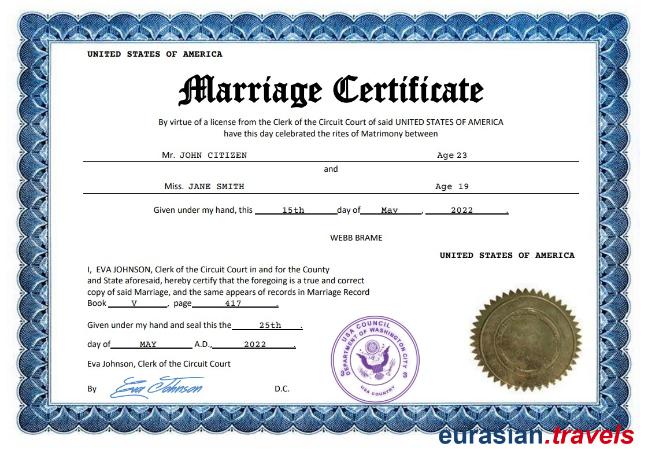 UNITED STATES OF AMERICA
Marriage Certificate
By virtue of a license from the Clerk of the Circuit Court of said UNITED STATES OF AMERICA
have this day celebrated the rites of Matrimony between
Mr. JOHN CITIZEN Age 23
and
Miss. JANE SMITH Age 19
Given under my hand, this 15th day of May, 2022.
WEBB BRAME
UNITED STATES OF AMERICA
I, EVA JOHNSON, Clerk of the Circuit Court in and for the County
and State aforesaid, hereby certify that the foregoing is a true and correct
copy of said Marriage, and the same appears of records in Marriage Record
Book V, page 417.
Given under my hand and seal this the 25th.
day of MAY A.D., 2022.
Eva Johnson, Clerk of the Circuit Court
By Eva Johnson D.C.
USA COUNCIL
DEPARTMENT OF WASHINGTON CITY
USA COUNTRY
eurasian.travels